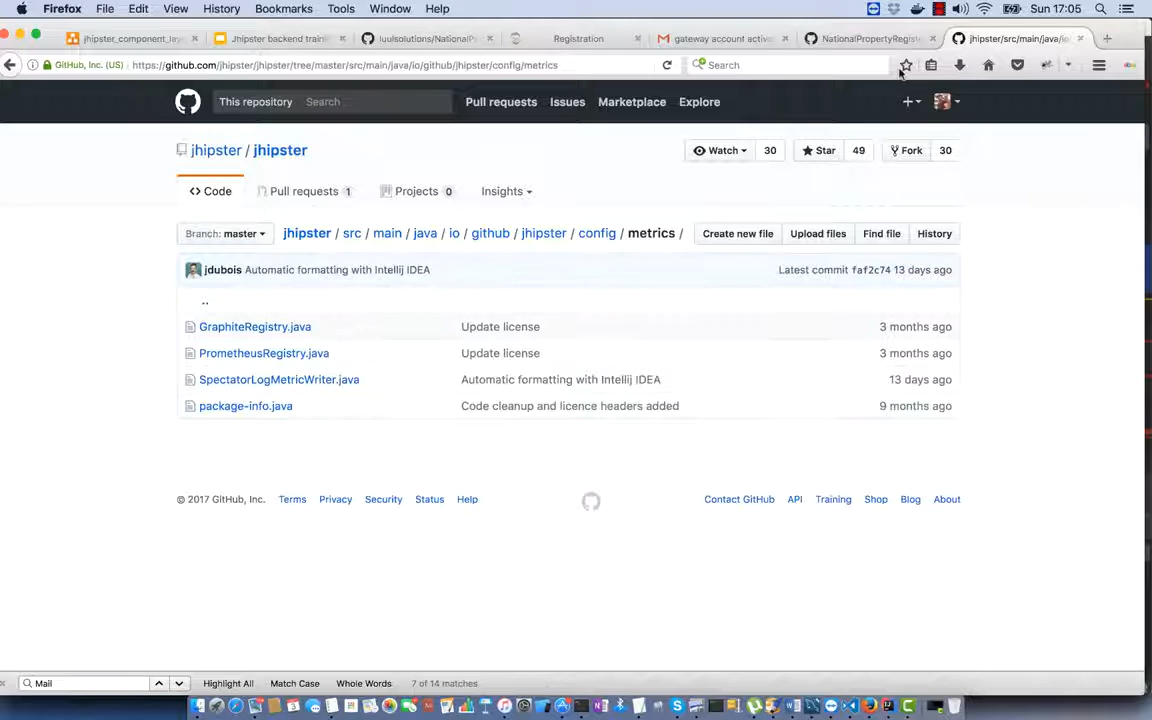 Firefox File Edit View History Bookmarks Tools Window Help Sun 17:05
jhipster_component_lay Jhipster backend traini luulsolutions/NationalP Registration gateway account activa NationalPropertyRegiste jhipster/src/main/java/io
GitHub, Inc. (US) https://github.com/jhipster/jhipster/tree/master/src/main/java/io/github/jhipster/config/metrics Search
This repository Search Pull requests Issues Marketplace Explore
jhipster / jhipster Watch 30 Star 49 Fork 30
Code Pull requests 1 Projects 0 Insights
Branch: master jhipster / src / main / java / io / github / jhipster / config / metrics / Create new file Upload files Find file History
jdubois Automatic formatting with Intellij IDEA Latest commit faf2c74 13 days ago
..
GraphiteRegistry.java Update license 3 months ago
PrometheusRegistry.java Update license 3 months ago
SpectatorLogMetricWriter.java Automatic formatting with Intellij IDEA 13 days ago
package-info.java Code cleanup and licence headers added 9 months ago
© 2017 GitHub, Inc. Terms Privacy Security Status Help Contact GitHub API Training Shop Blog About
Mail Highlight All Match Case Whole Words 7 of 14 matches